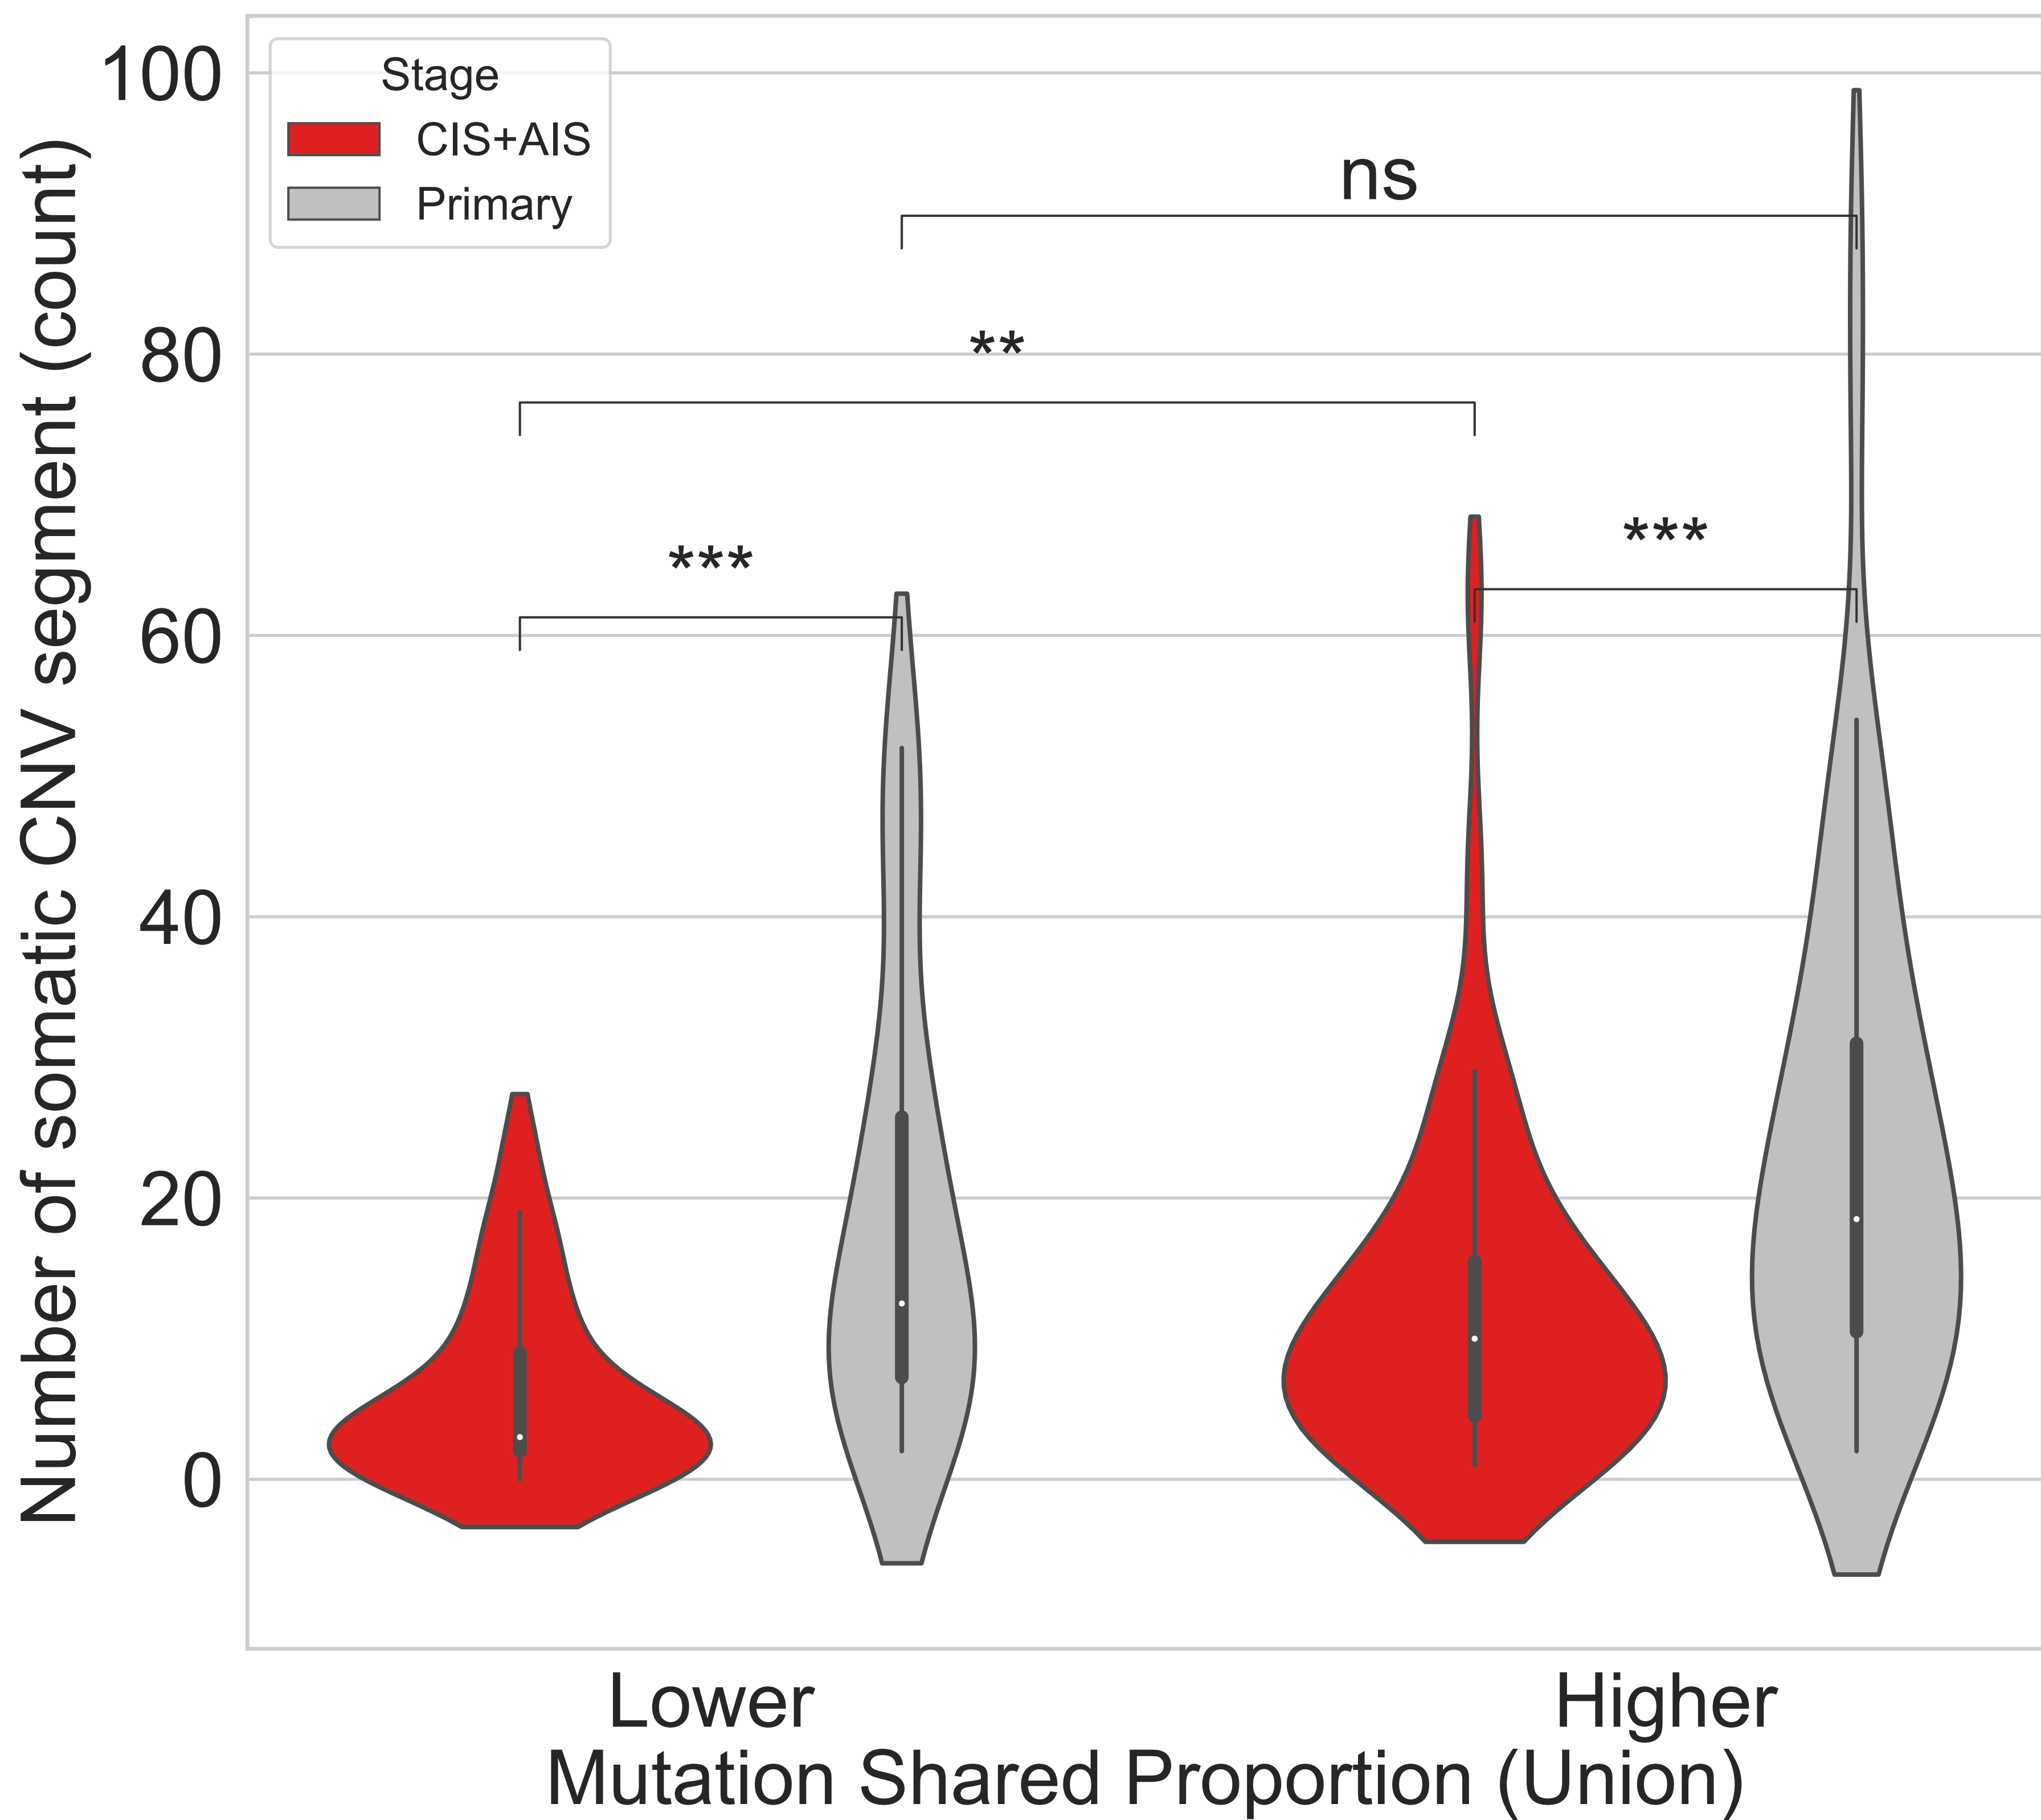 Number of somatic CNV segment (count)
100
80
60
40
20
0
Stage
CIS+AIS
Primary
ns
**
***
***
Lower
Higher
Mutation Shared Proportion (Union)